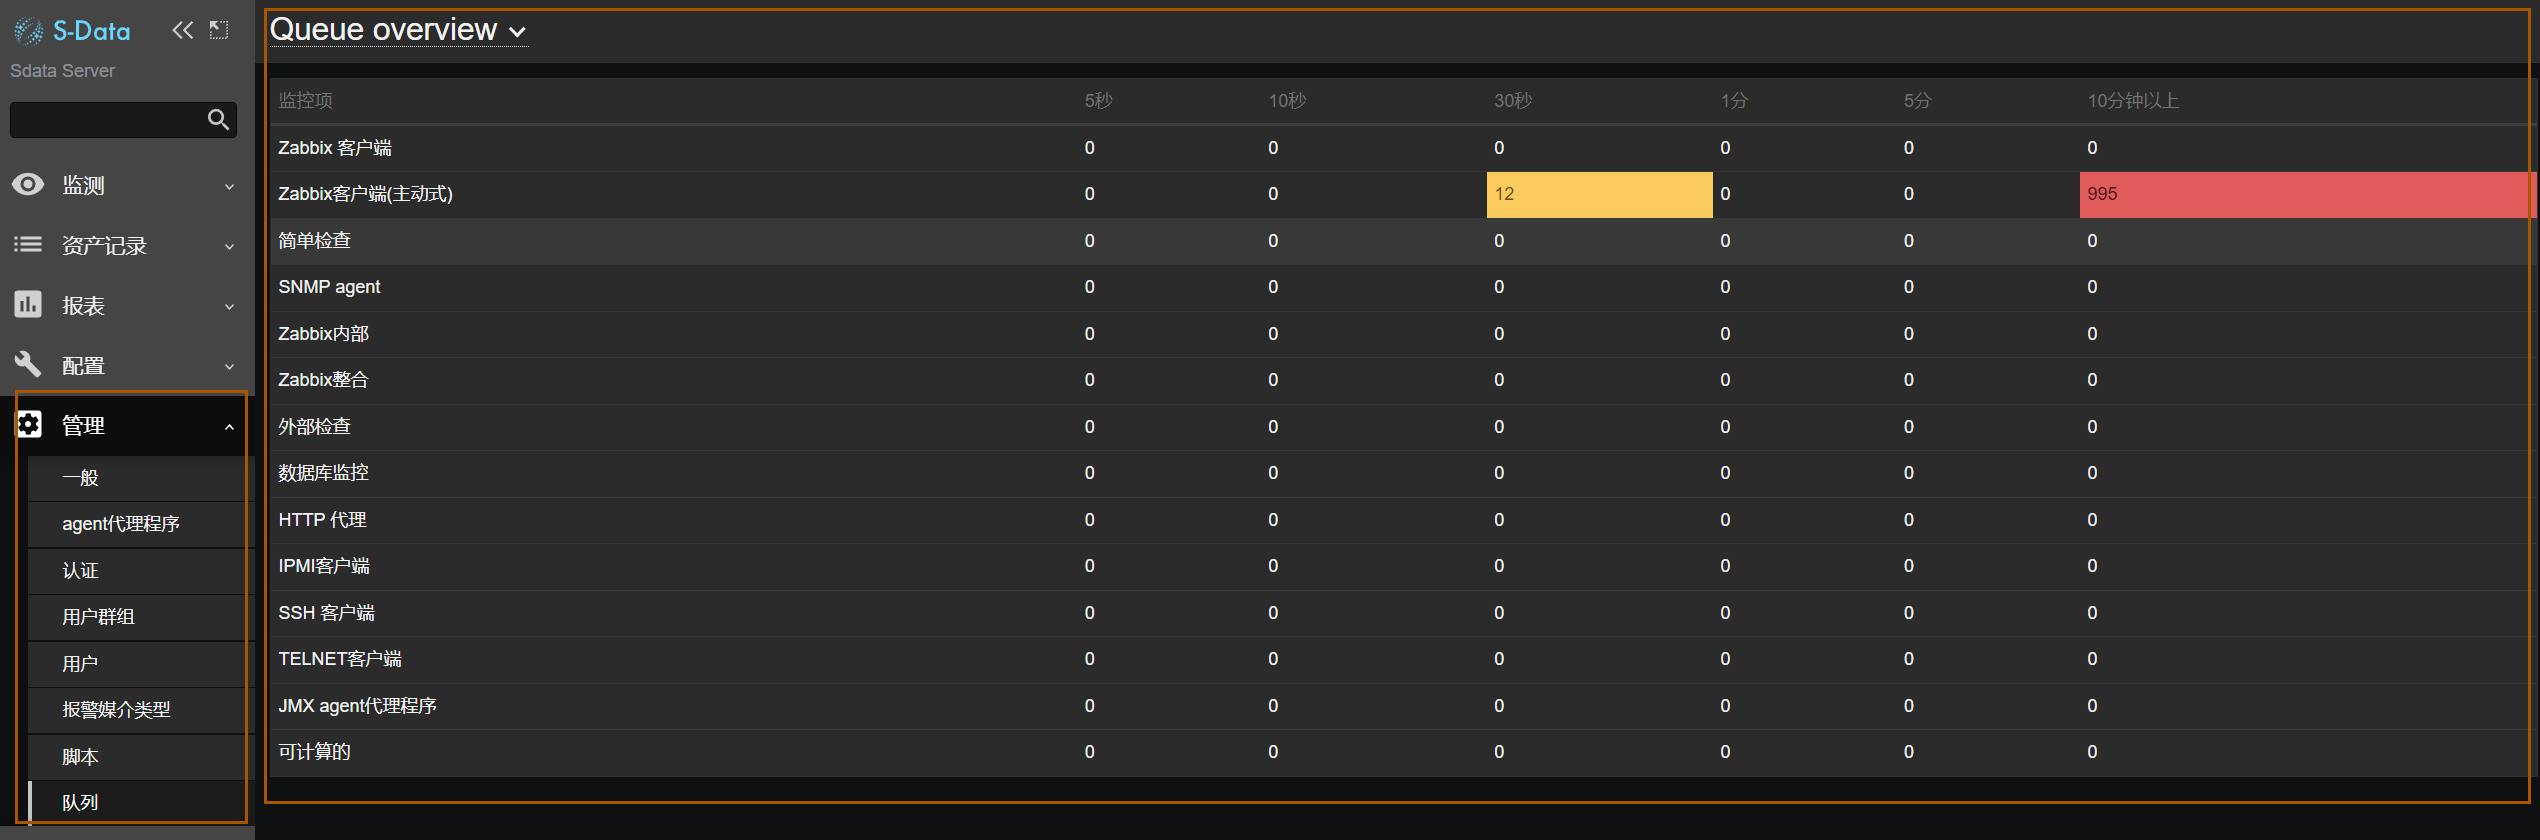 S-Data
Sdata Server
监测
资产记录
报表
配置
管理
一般
agent代理程序
认证
用户群组
用户
报警媒介类型
脚本
队列
Queue overview
监控项 5秒 10秒 30秒 1分 5分 10分钟以上
Zabbix 客户端 0 0 0 0 0 0
Zabbix客户端(主动式) 0 0 12 0 0 995
简单检查 0 0 0 0 0 0
SNMP agent 0 0 0 0 0 0
Zabbix内部 0 0 0 0 0 0
Zabbix整合 0 0 0 0 0 0
外部检查 0 0 0 0 0 0
数据库监控 0 0 0 0 0 0
HTTP 代理 0 0 0 0 0 0
IPMI客户端 0 0 0 0 0 0
SSH 客户端 0 0 0 0 0 0
TELNET客户端 0 0 0 0 0 0
JMX agent代理程序 0 0 0 0 0 0
可计算的 0 0 0 0 0 0